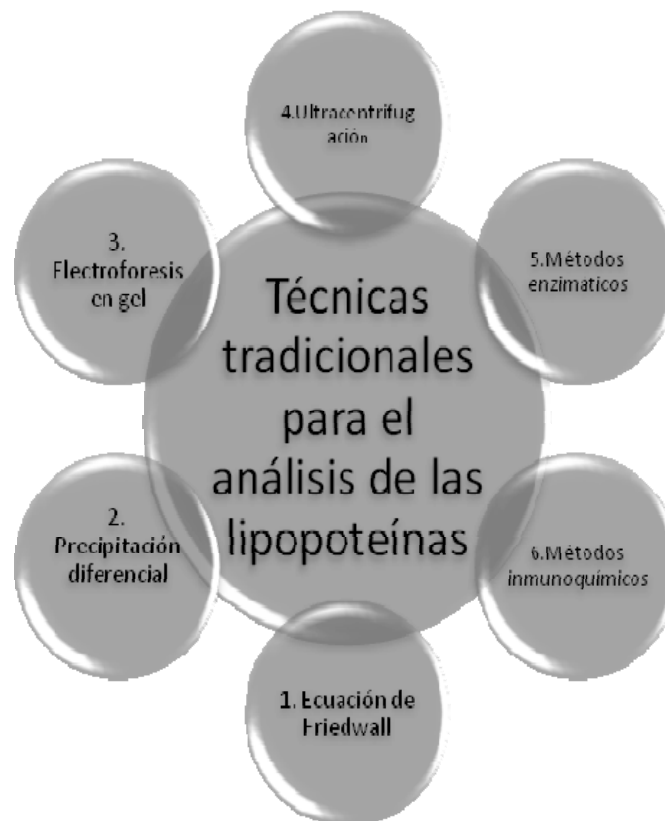 4.Ultracentrifug
ación
3.
Electroforesis
en gel
5.Métodos
enzimaticos
Técnicas
tradicionales
para el
análisis de las
lipopoteínas
2.
Precipitación
diferencial
6.Métodos
inmunoquímicos
1. Ecuación de
Friedwall